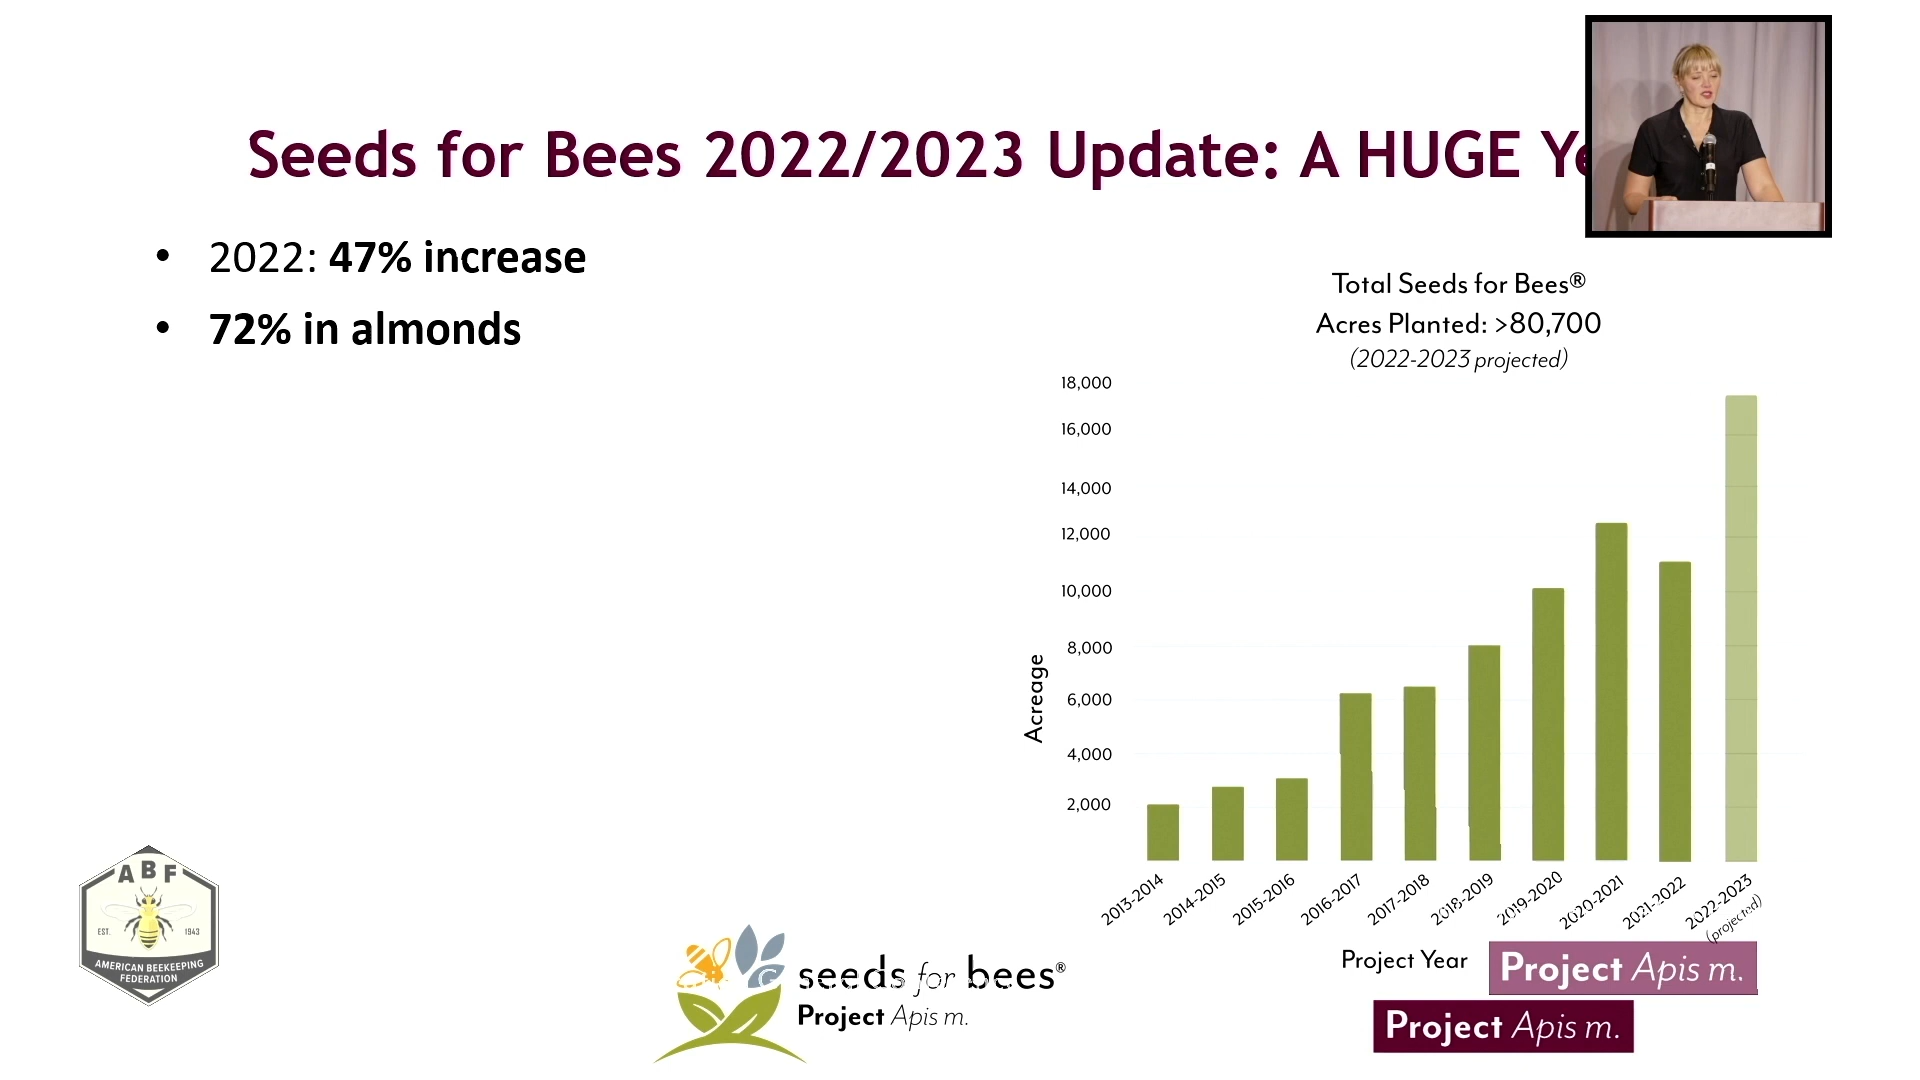 Seeds for Bees 2022/2023 Update: A HUGE
• 2022: 47% increase
• 72% in almonds
Total Seeds for Bees®
Acres Planted: >80,700
(2022-2023 projected)
18,000
16,000
14,000
12,000
10,000
8,000
6,000
4,000
2,000
Acreage
2013-2014
2014-2015
2015-2016
2016-2017
2017-2018
2018-2019
2019-2020
2020-2021
2021-2022
2022-2023
(projected)
Project Year
Project Apis m.
Project Apis m.
seeds for bees®
Project Apis m.
ABF
EST. 1943
AMERICAN BEEKEEPING
FEDERATION